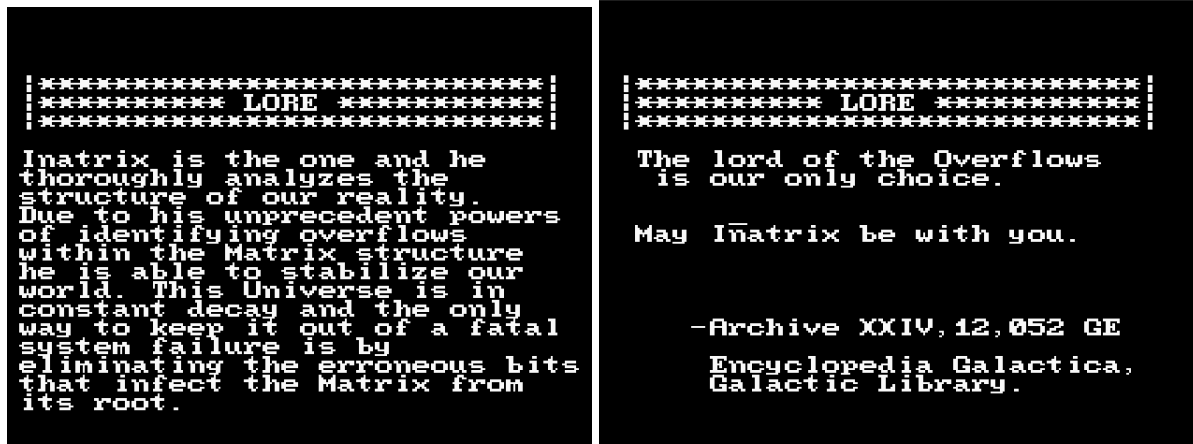 |***************************|
|********** LORE ***********|
|***************************|
Inatrix is the one and he
thoroughly analyzes the
structure of our reality.
Due to his unprecedent powers
of identifying overflows
within the Matrix structure
he is able to stabilize our
world. This Universe is in
constant decay and the only
way to keep it out of a fatal
system failure is by
eliminating the erroneous bits
that infect the Matrix from
its root.
|***************************|
|********** LORE ***********|
|***************************|
The lord of the Overflows
is our only choice.
May In̅atrix be with you.
-Archive XXIV,12,052 GE
Encyclopedia Galactica,
Galactic Library.